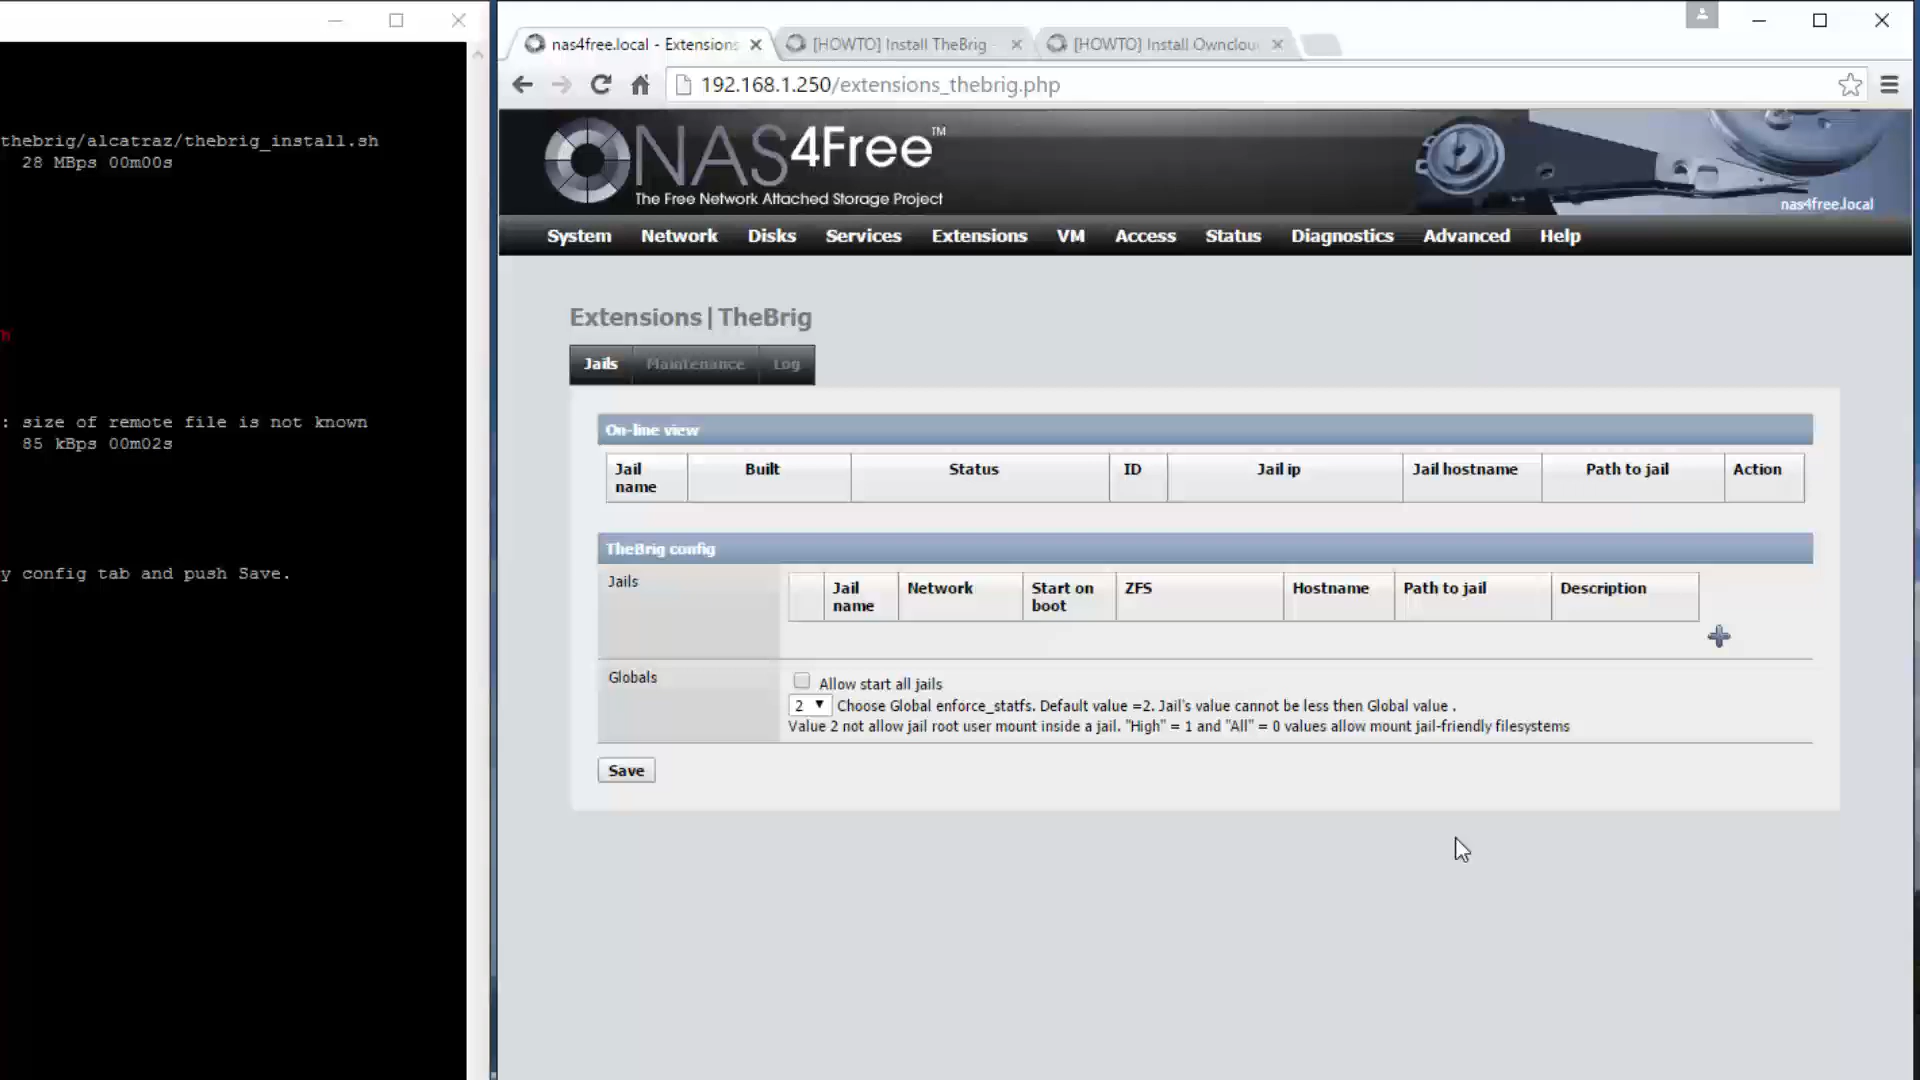 thebrig/alcatraz/thebrig_install.sh
28 MBps 00m00s
h
: size of remote file is not known
85 kBps 00m02s
y config tab and push Save.
nas4free.local - Extensions
[HOWTO] Install TheBrig
[HOWTO] Install Ownclou
192.168.1.250/extensions_thebrig.php
NAS4Free™
The Free Network Attached Storage Project
nas4free.local
System Network Disks Services Extensions VM Access Status Diagnostics Advanced Help
Extensions|TheBrig
Jails Maintenance Log
On-line view
Jail name Built Status ID Jail ip Jail hostname Path to jail Action
TheBrig config
Jails
Jail name Network Start on boot ZFS Hostname Path to jail Description
Globals
Allow start all jails
2 Choose Global enforce_statfs. Default value =2. Jail's value cannot be less then Global value .
Value 2 not allow jail root user mount inside a jail. "High" = 1 and "All" = 0 values allow mount jail-friendly filesystems
Save